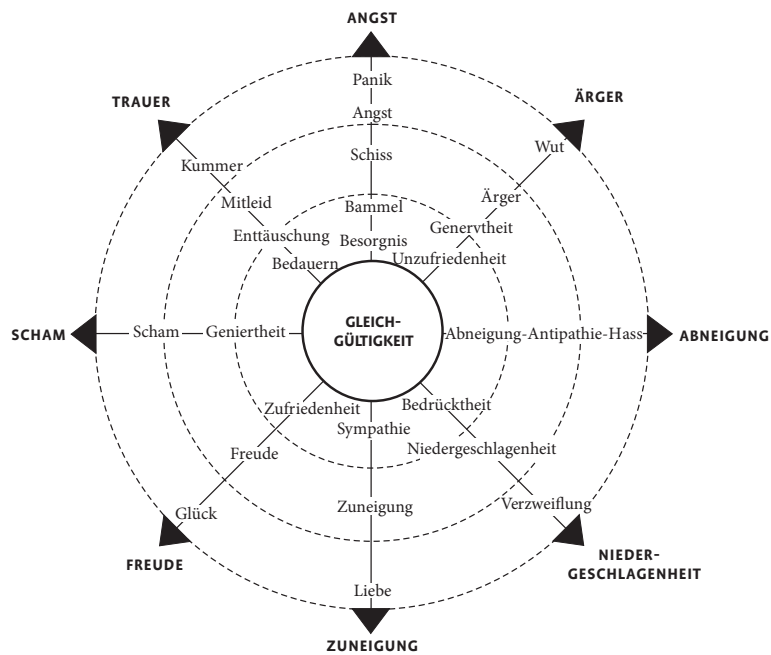 ANGST
Panik
TRAUER
ÄRGER
Angst
Wut
Schiss
Kummer
Mitleid
Ärger
Bammel
Enttäuschung
Genervtheit
Besorgnis
Bedauern
Unzufriedenheit
SCHAM
Scham
Geniertheit
GLEICH-
GÜLTIGKEIT
Abneigung-Antipathie-Hass
ABNEIGUNG
Zufriedenheit
Bedrücktheit
Sympathie
Freude
Niedergeschlagenheit
Glück
Zuneigung
Verzweiflung
FREUDE
NIEDER-
GESCHLAGENHEIT
Liebe
ZUNEIGUNG